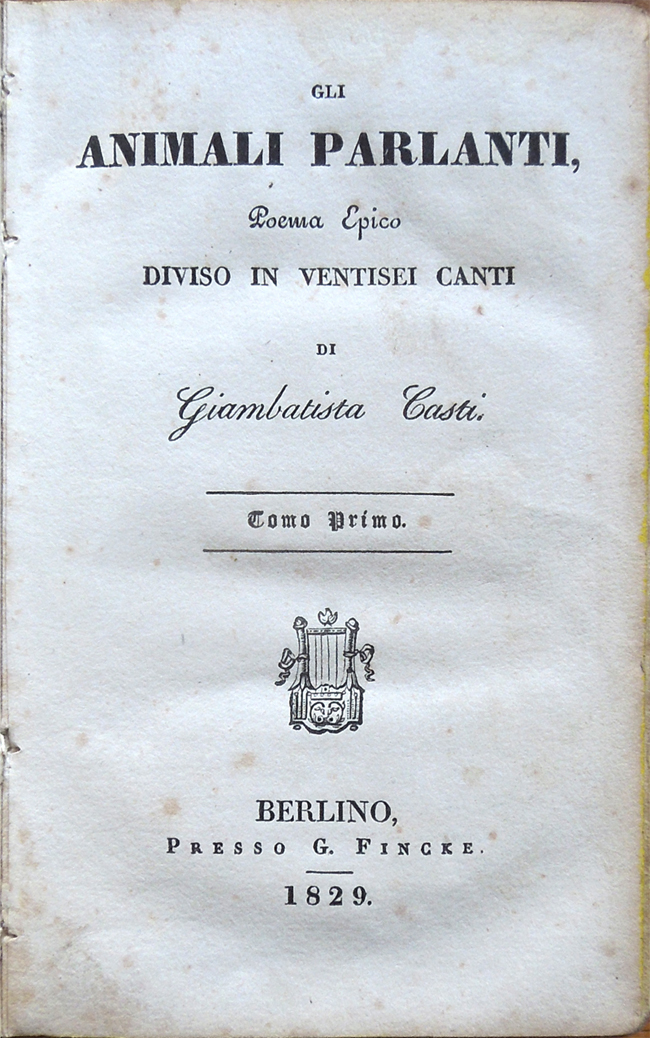 GLI
ANIMALI PARLANTI,
Poema Epico
DIVISO IN VENTISEI CANTI
DI
Giambatista Casti.
Tomo Primo.
BERLINO,
PRESSO G. FINCKE.
1829.